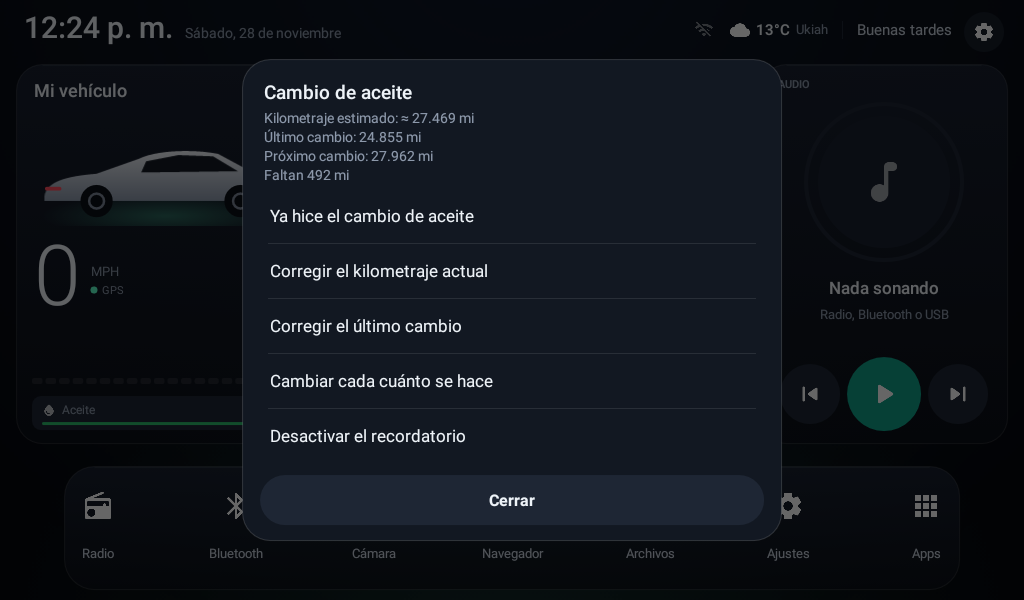 12:24 p. m.
Sábado, 28 de noviembre
13°C Ukiah
Buenas tardes
Mi vehículo
AUDIO
Cambio de aceite
Kilometraje estimado: ≈ 27.469 mi
Último cambio: 24.855 mi
Próximo cambio: 27.962 mi
Faltan 492 mi
Ya hice el cambio de aceite
Corregir el kilometraje actual
Corregir el último cambio
Cambiar cada cuánto se hace
Desactivar el recordatorio
Cerrar
0
MPH
GPS
Aceite
Nada sonando
Radio, Bluetooth o USB
Radio
Bluetooth
Cámara
Navegador
Archivos
Ajustes
Apps